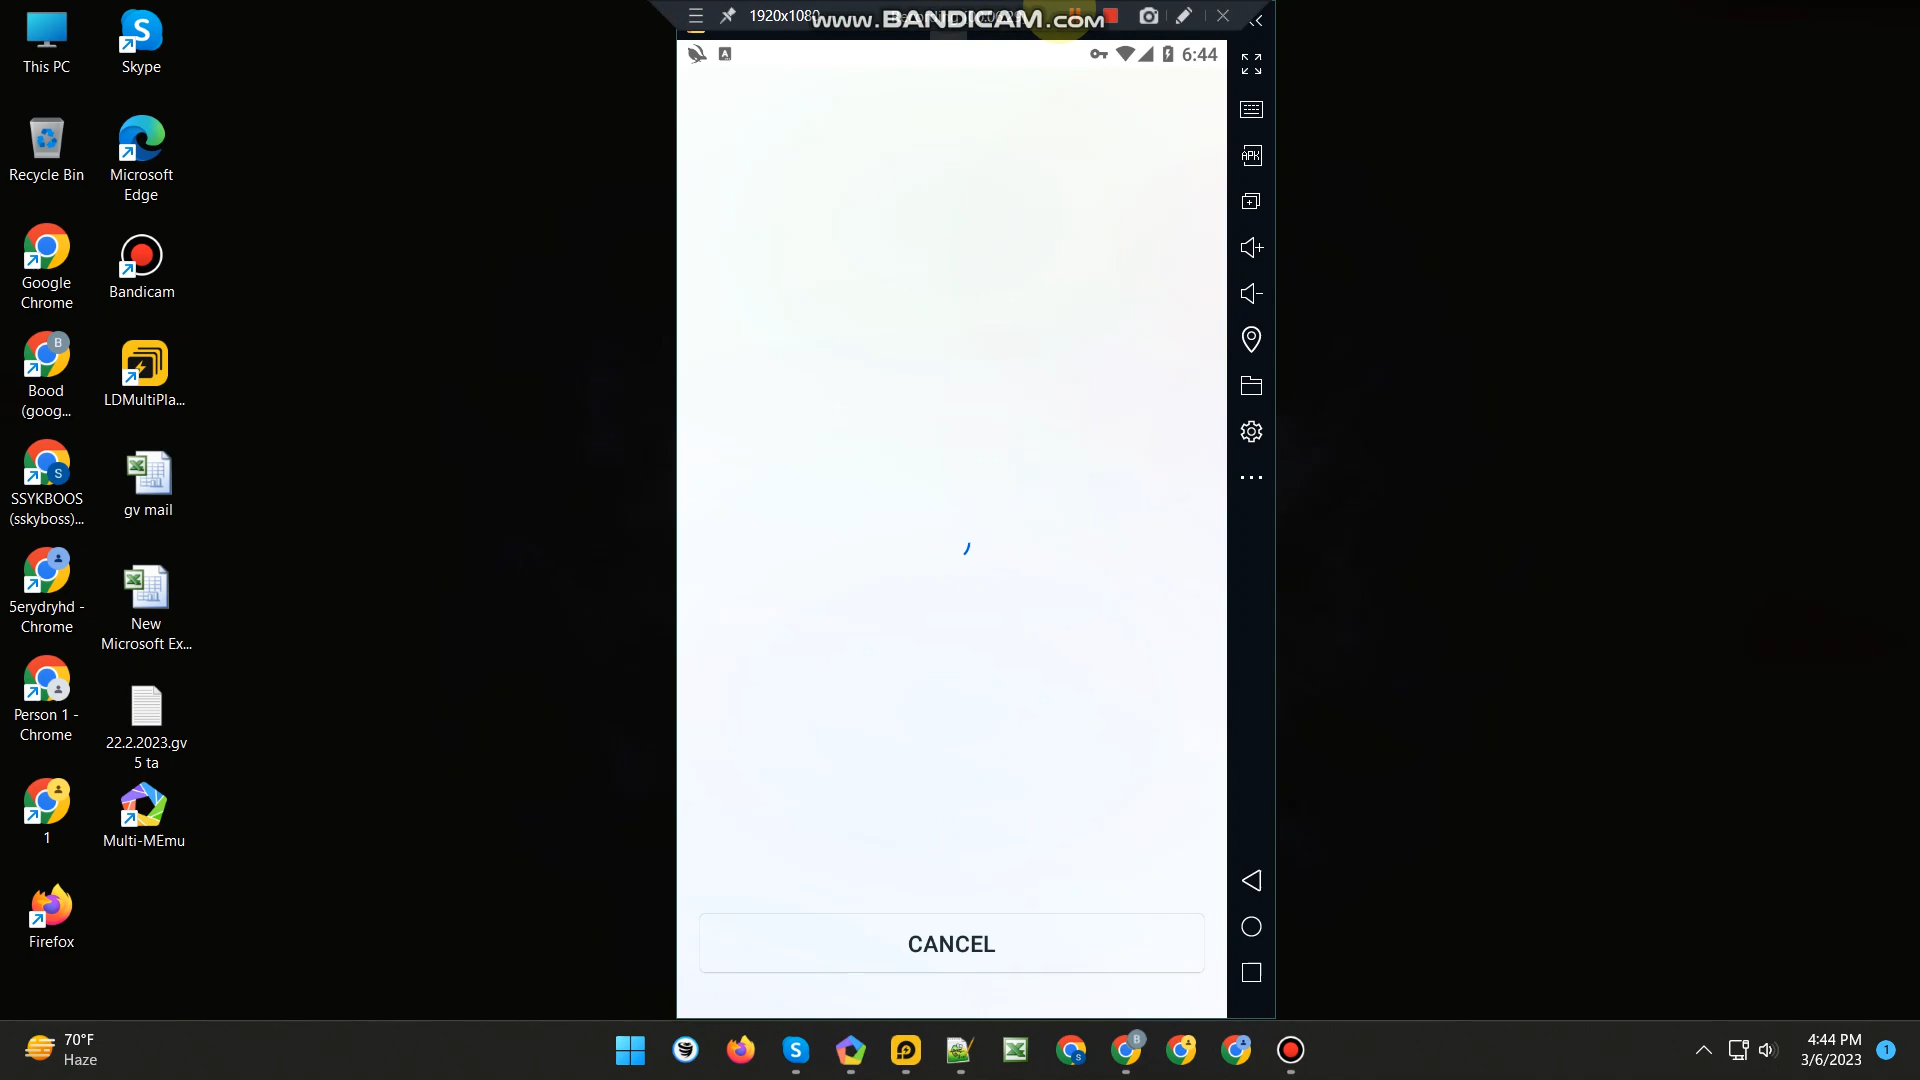 1920x1080
www.BANDICAM.com
6:44
This PC
Skype
Recycle Bin
Microsoft
Edge
Google
Chrome
Bandicam
B
Bood
(goog...
LDMultiPla...
S
SSYKBOOS
(sskyboss)...
gv mail
5erydryhd -
Chrome
New
Microsoft Ex...
Person 1 -
Chrome
22.2.2023.gv
5 ta
1
Multi-MEmu
Firefox
APK
CANCEL
70°F
Haze
4:44 PM
3/6/2023
1